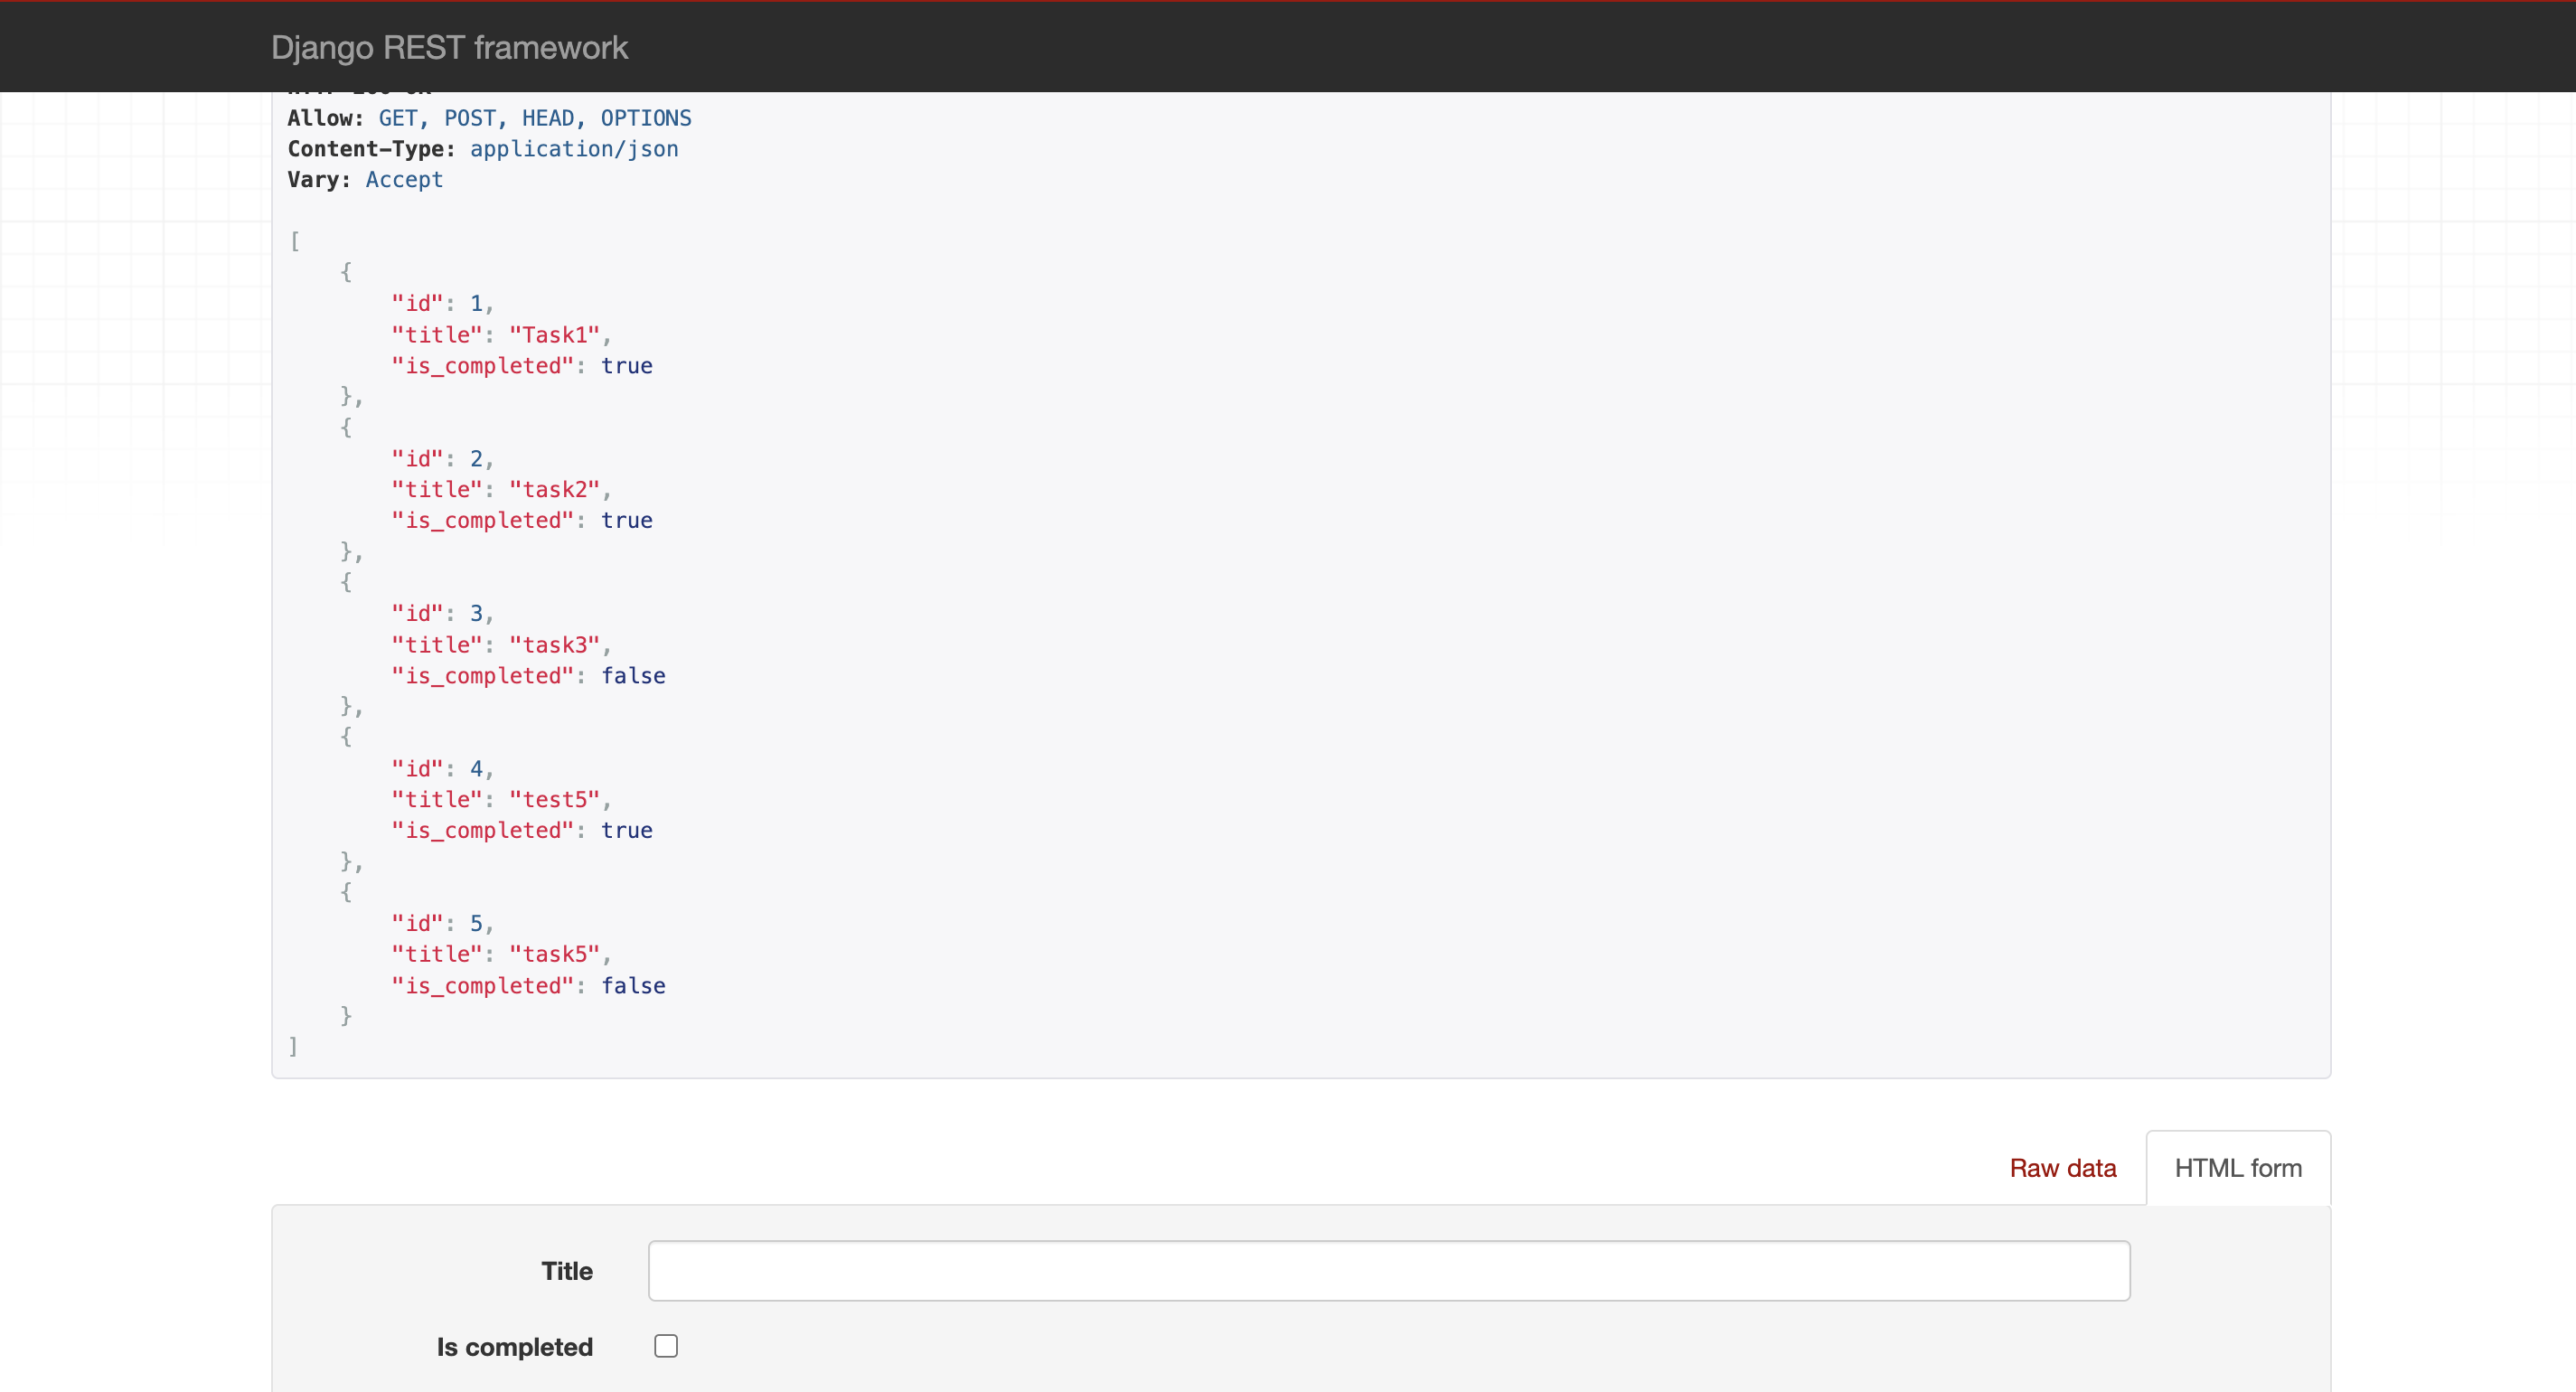 Django REST framework
Allow: GET, POST, HEAD, OPTIONS
Content-Type: application/json
Vary: Accept
[
    {
        "id": 1,
        "title": "Task1",
        "is_completed": true
    },
    {
        "id": 2,
        "title": "task2",
        "is_completed": true
    },
    {
        "id": 3,
        "title": "task3",
        "is_completed": false
    },
    {
        "id": 4,
        "title": "test5",
        "is_completed": true
    },
    {
        "id": 5,
        "title": "task5",
        "is_completed": false
    }
]
Raw data HTML form
Title
Is completed